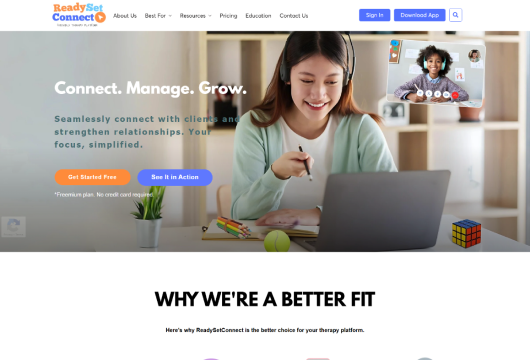 ReadySet
Connect
About Us
Best For
Resources
Pricing
Education
Contact Us
Sign In
Download App
Connect. Manage. Grow.
Seamlessly connect with clients and
strengthen relationships. Your
focus, simplified.
Get Started Free
See It in Action
*Freemium plan. No credit card required.
WHY WE'RE A BETTER FIT
Here's why ReadySetConnect is the better choice for your therapy platform.